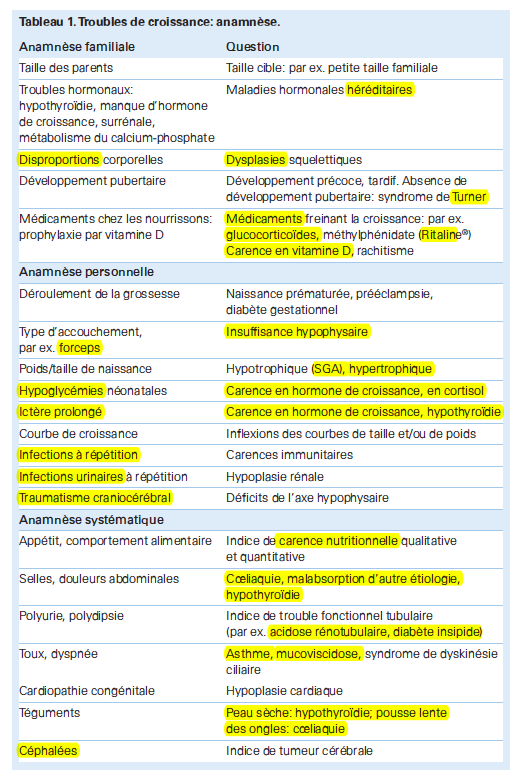 Tableau 1. Troubles de croissance: anamnèse.
Anamnèse familiale Question
Taille des parents Taille cible: par ex. petite taille familiale
Troubles hormonaux: Maladies hormonales héréditaires
hypothyroïdie, manque d'hormone
de croissance, surrénale,
métabolisme du calcium-phosphate
Disproportions corporelles Dysplasies squelettiques
Développement pubertaire Développement précoce, tardif. Absence de
développement pubertaire: syndrome de Turner
Médicaments chez les nourrissons: Médicaments freinant la croissance: par ex.
prophylaxie par vitamine D glucocorticoïdes, méthylphénidate (Ritaline®)
Carence en vitamine D, rachitisme
Anamnèse personnelle
Déroulement de la grossesse Naissance prématurée, prééclampsie,
diabète gestationnel
Type d'accouchement, Insuffisance hypophysaire
par ex. forceps
Poids/taille de naissance Hypotrophique (SGA), hypertrophique
Hypoglycémies néonatales Carence en hormone de croissance, en cortisol
Ictère prolongé Carence en hormone de croissance, hypothyroïdie
Courbe de croissance Inflexions des courbes de taille et/ou de poids
Infections à répétition Carences immunitaires
Infections urinaires à répétition Hypoplasie rénale
Traumatisme craniocérébral Déficits de l'axe hypophysaire
Anamnèse systématique
Appétit, comportement alimentaire Indice de carence nutritionnelle qualitative
et quantitative
Selles, douleurs abdominales Cœliaquie, malabsorption d'autre étiologie,
hypothyroïdie
Polyurie, polydipsie Indice de trouble fonctionnel tubulaire
(par ex. acidose rénotubulaire, diabète insipide)
Toux, dyspnée Asthme, mucoviscidose, syndrome de dyskinésie
ciliaire
Cardiopathie congénitale Hypoplasie cardiaque
Téguments Peau sèche: hypothyroïdie; pousse lente
des ongles: cœliaquie
Céphalées Indice de tumeur cérébrale